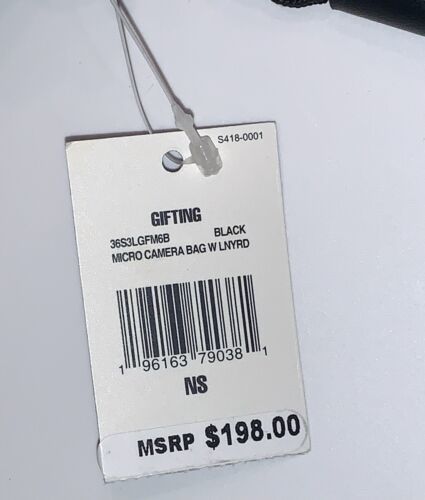 S418-0001
GIFTING
36S3LGFM6B BLACK
MICRO CAMERA BAG W LNYRD
1 96163 79038 1
NS
MSRP $198.00